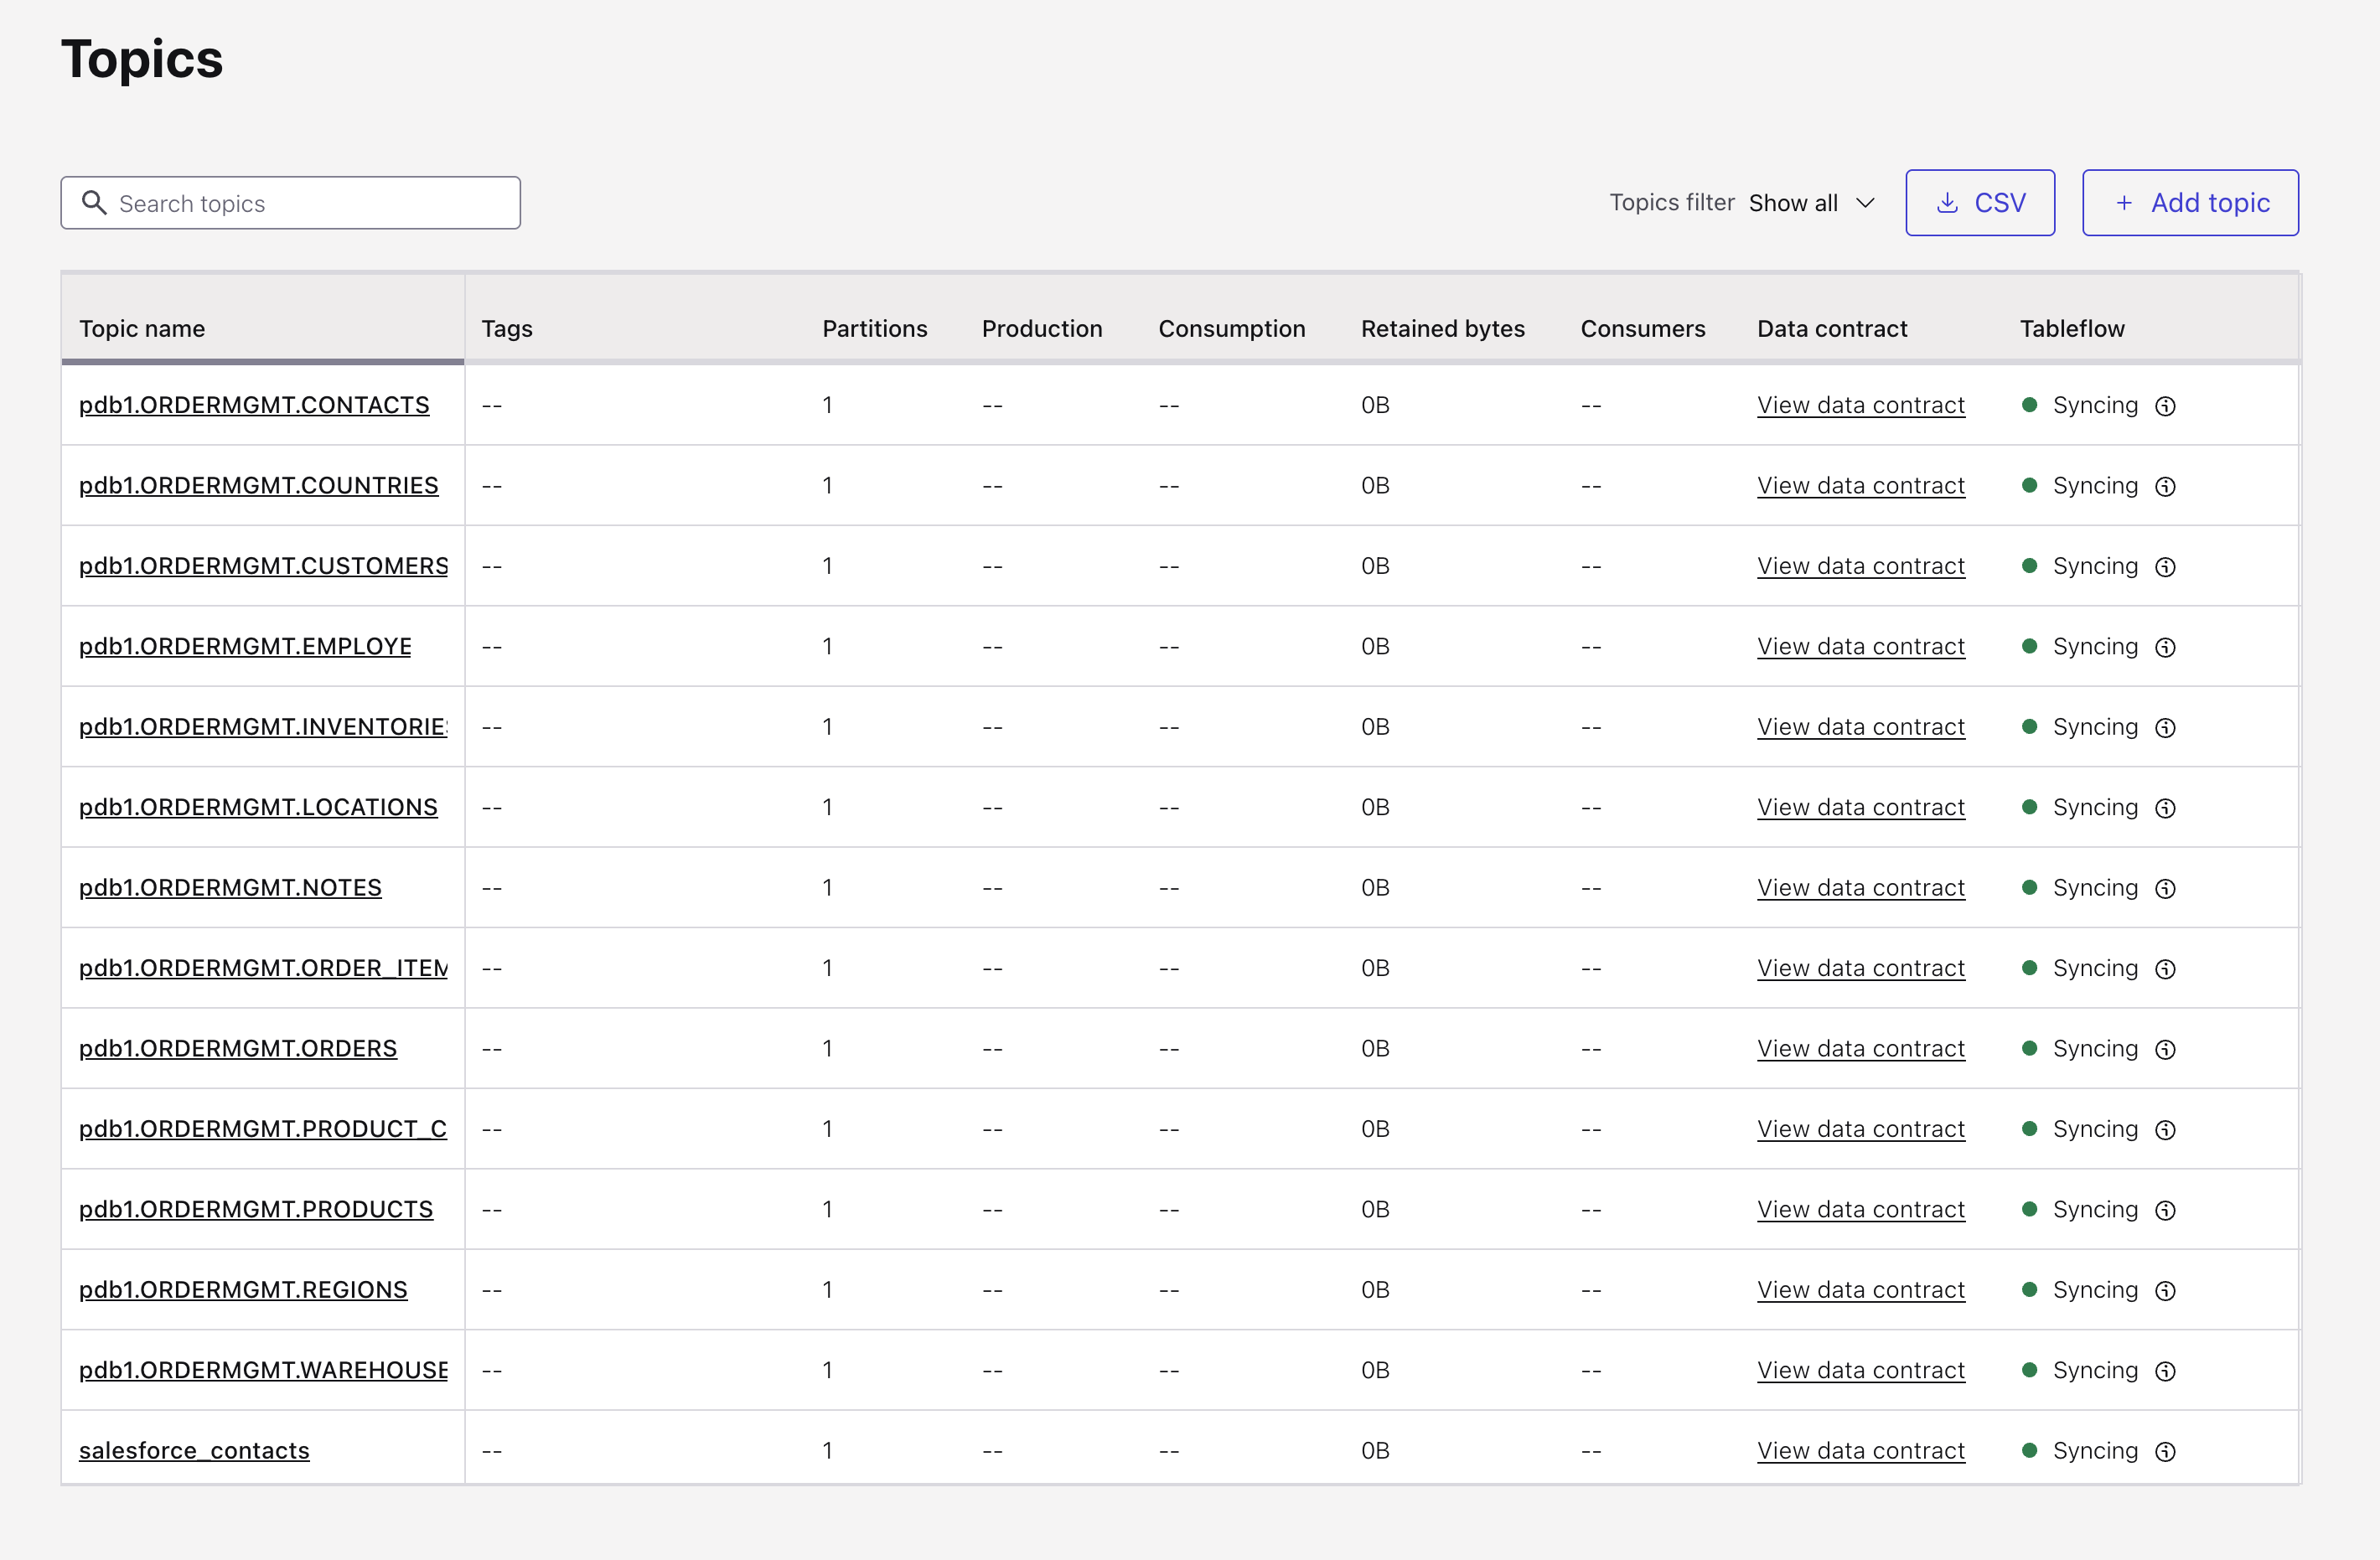 Topics
Search topics
Topics filter Show all CSV + Add topic
Topic name Tags Partitions Production Consumption Retained bytes Consumers Data contract Tableflow
pdb1.ORDERMGMT.CONTACTS -- 1 -- -- 0B -- View data contract Syncing
pdb1.ORDERMGMT.COUNTRIES -- 1 -- -- 0B -- View data contract Syncing
pdb1.ORDERMGMT.CUSTOMERS -- 1 -- -- 0B -- View data contract Syncing
pdb1.ORDERMGMT.EMPLOYE -- 1 -- -- 0B -- View data contract Syncing
pdb1.ORDERMGMT.INVENTORIES -- 1 -- -- 0B -- View data contract Syncing
pdb1.ORDERMGMT.LOCATIONS -- 1 -- -- 0B -- View data contract Syncing
pdb1.ORDERMGMT.NOTES -- 1 -- -- 0B -- View data contract Syncing
pdb1.ORDERMGMT.ORDER_ITEM -- 1 -- -- 0B -- View data contract Syncing
pdb1.ORDERMGMT.ORDERS -- 1 -- -- 0B -- View data contract Syncing
pdb1.ORDERMGMT.PRODUCT_C -- 1 -- -- 0B -- View data contract Syncing
pdb1.ORDERMGMT.PRODUCTS -- 1 -- -- 0B -- View data contract Syncing
pdb1.ORDERMGMT.REGIONS -- 1 -- -- 0B -- View data contract Syncing
pdb1.ORDERMGMT.WAREHOUSE -- 1 -- -- 0B -- View data contract Syncing
salesforce_contacts -- 1 -- -- 0B -- View data contract Syncing